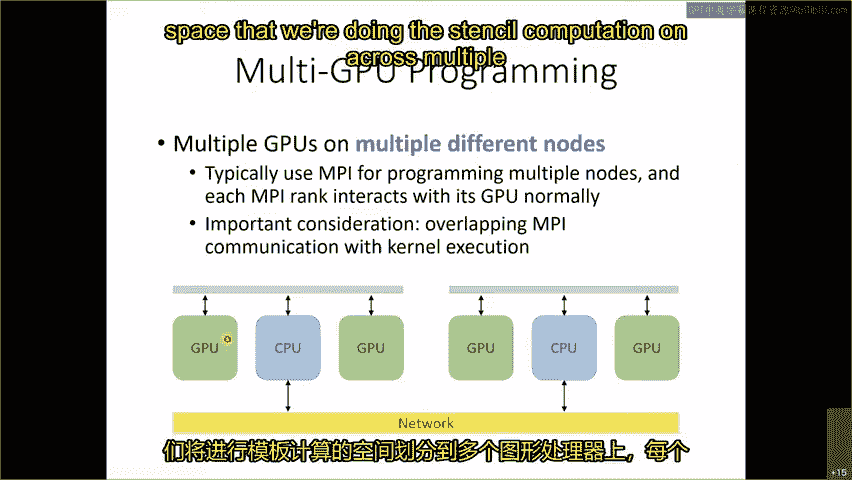 space that we're doing the stencil computation on
across multiple
Multi-GPU Programming
• Multiple GPUs on multiple different nodes
• Typically use MPI for programming multiple nodes, and
each MPI rank interacts with its GPU normally
• Important consideration: overlapping MPI
communication with kernel execution
GPU CPU GPU GPU CPU GPU
Network
们将进行模板计算的空间划分到多个图形处理器上，每个
+15